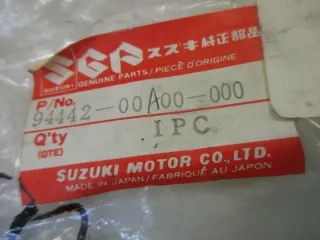 SUZUKI SGP スズキ純正部品
GENUINE PARTS / PIÈCE D'ORIGINE
P/No. 94442-00A00-000
Q'ty (QTE) 1PC
SUZUKI MOTOR CO., LTD.
MADE IN JAPAN / FABRIQUÉ AU JAPON